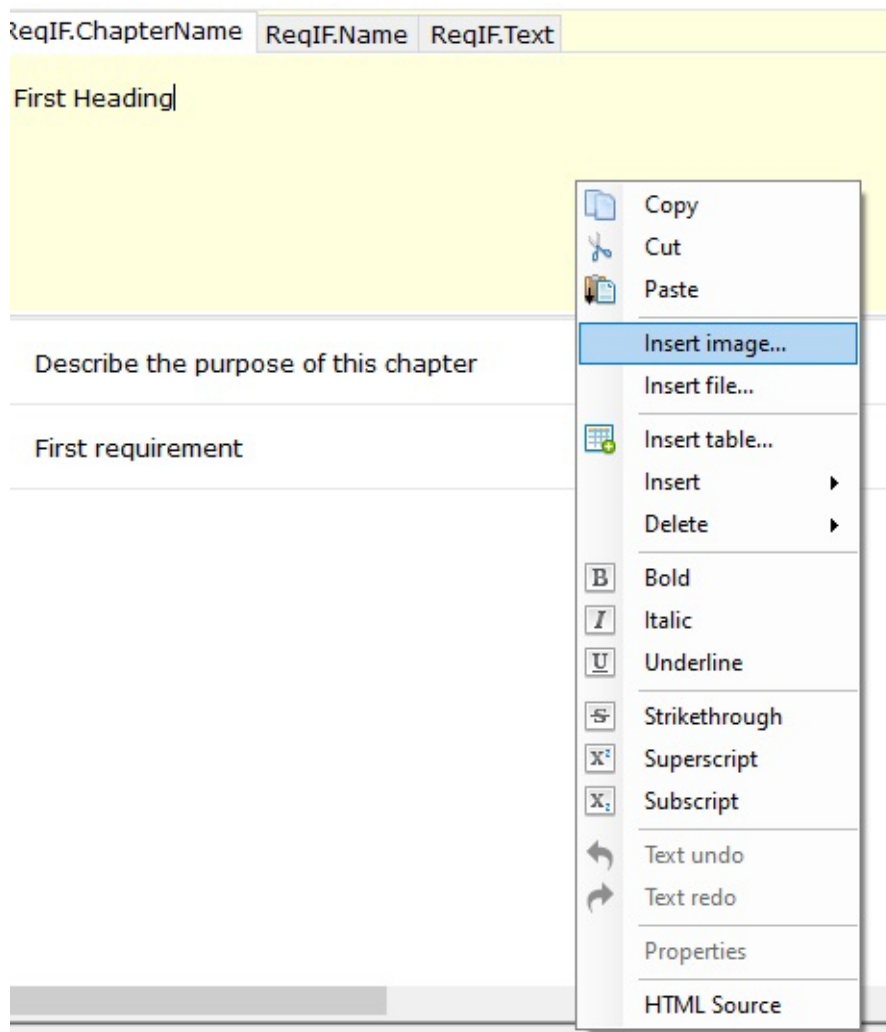 ReqIF.ChapterName ReqIF.Name ReqIF.Text
First Heading
Describe the purpose of this chapter
First requirement
Copy
Cut
Paste
Insert image...
Insert file...
Insert table...
Insert
Delete
B Bold
I Italic
U Underline
S Strikethrough
X² Superscript
X₂ Subscript
Text undo
Text redo
Properties
HTML Source